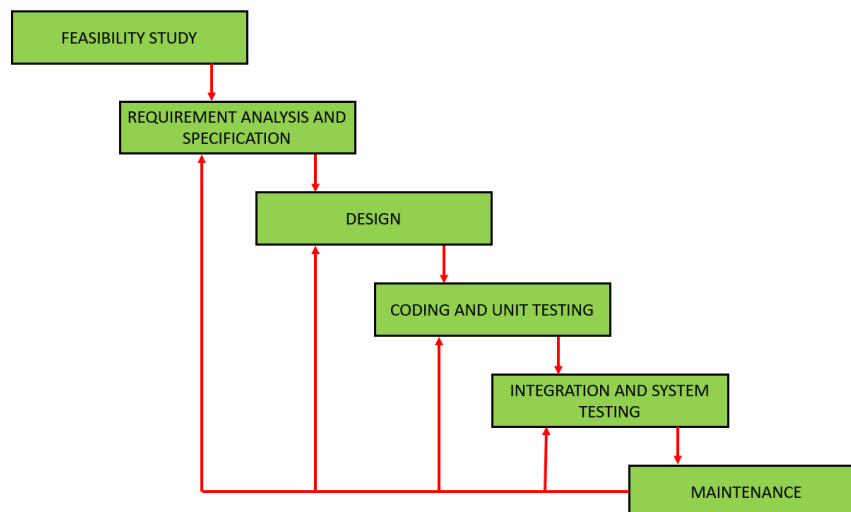 FEASIBILITY STUDY
REQUIREMENT ANALYSIS AND
SPECIFICATION
DESIGN
CODING AND UNIT TESTING
INTEGRATION AND SYSTEM
TESTING
MAINTENANCE